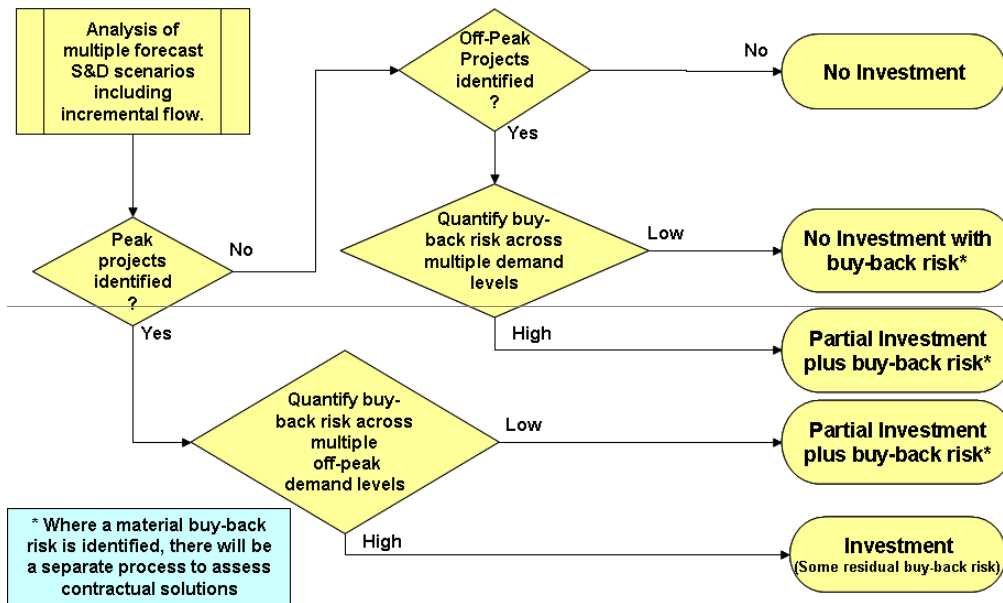 Analysis of
multiple forecast
S&D scenarios
including
incremental flow.
Off-Peak
Projects
identified
?
No
No Investment
Yes
Peak
projects
identified
?
No
Quantify buy-
back risk across
multiple demand
levels
Low
No Investment with
buy-back risk*
Yes
High
Partial Investment
plus buy-back risk*
Quantify buy-
back risk across
multiple
off-peak
demand levels
Low
Partial Investment
plus buy-back risk*
High
Investment
(Some residual buy-back risk)
* Where a material buy-back
risk is identified, there will be
a separate process to assess
contractual solutions